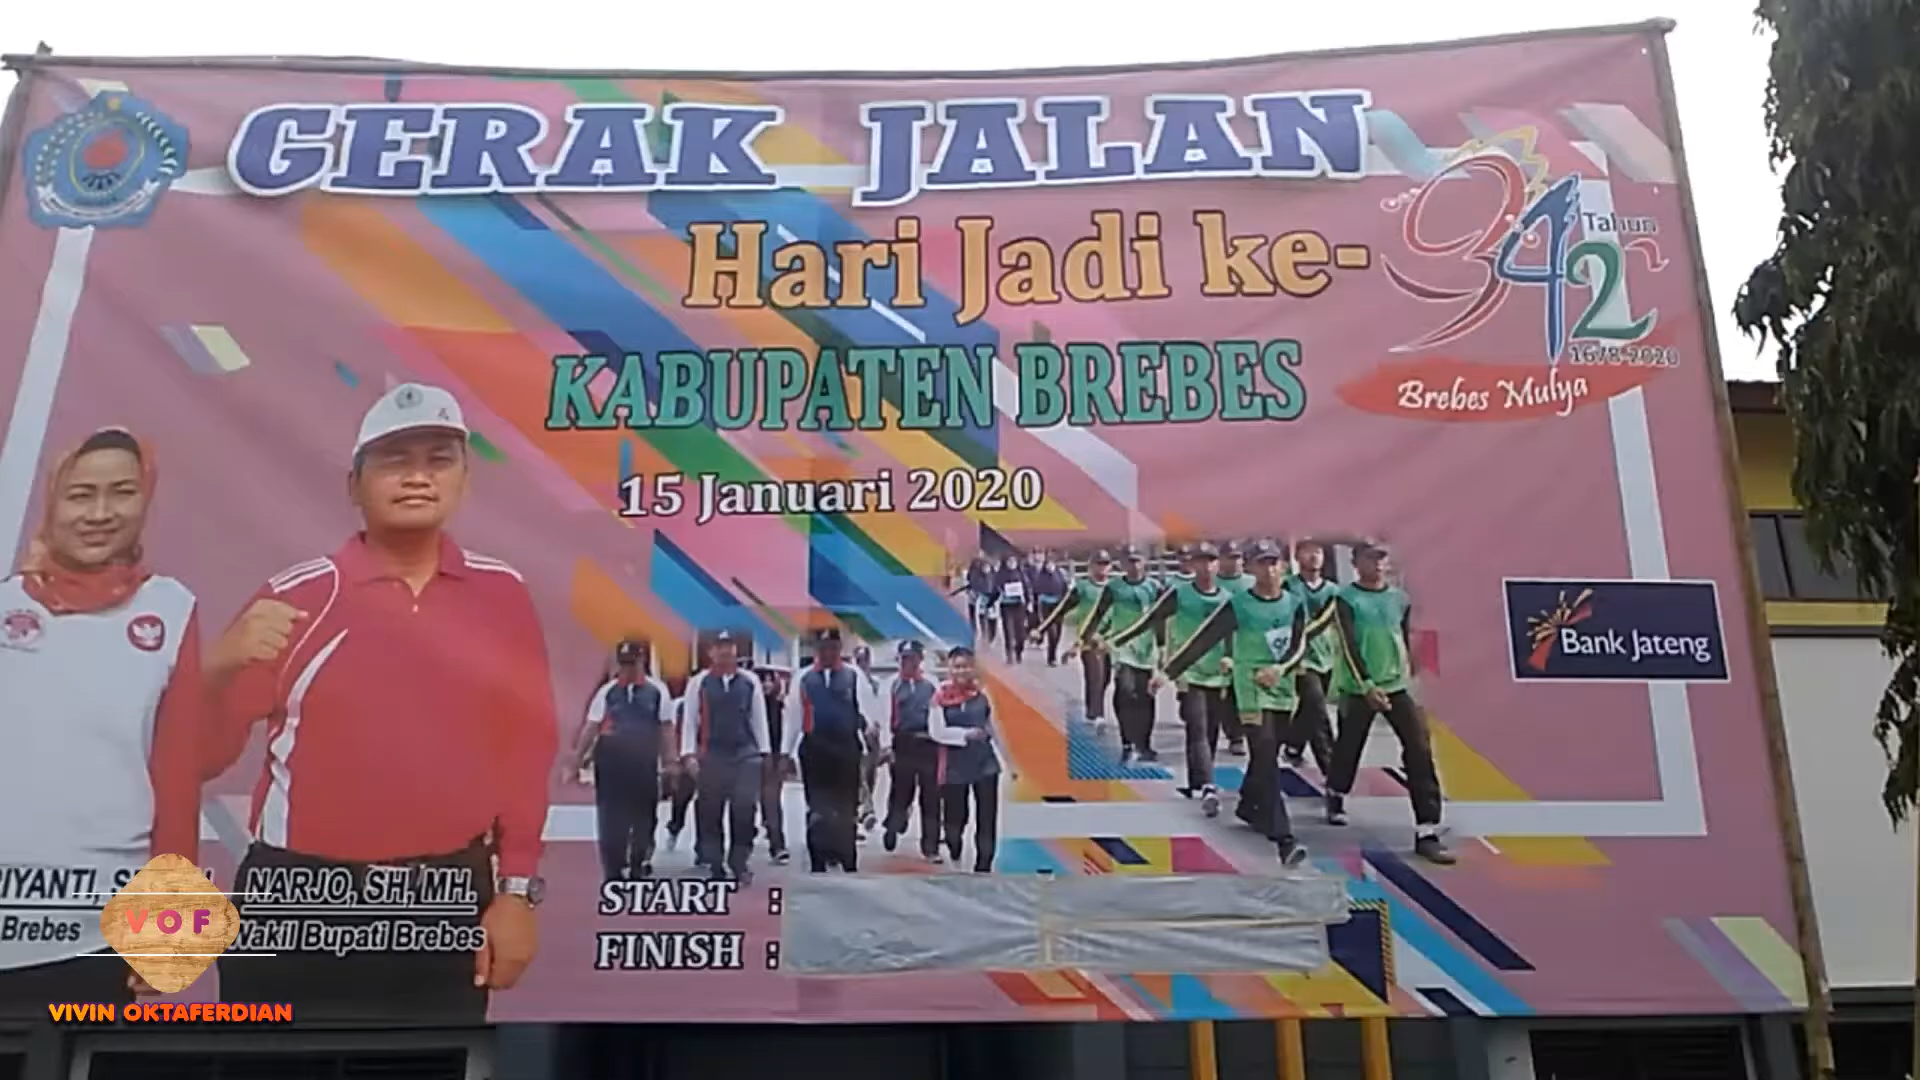 GERAK JALAN
Hari Jadi ke-
342
Tahun
1678-2020
Brebes Mulya
KABUPATEN BREBES
15 Januari 2020
Bank Jateng
NARJO, SH, MH.
Brebes
Wakil Bupati Brebes
START :
FINISH :
VOF
VIVIN OKTAFERDIAN